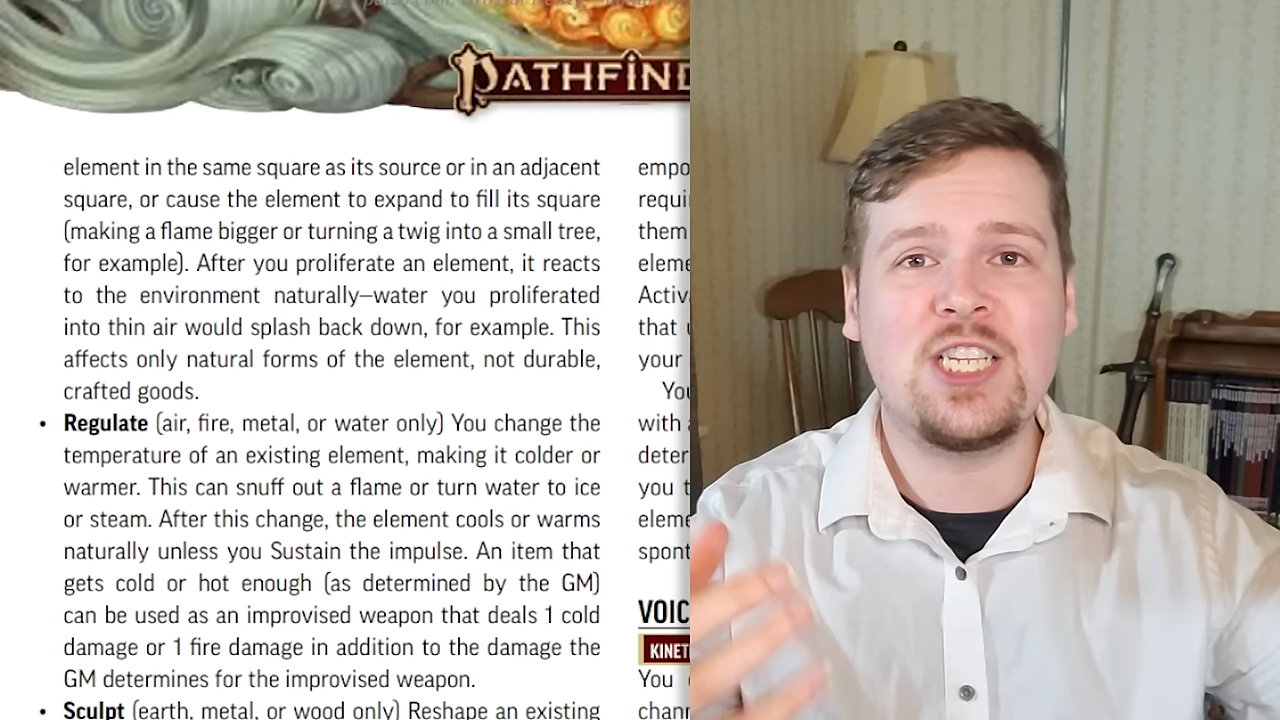 PATHFIND
element in the same square as its source or in an adjacent
square, or cause the element to expand to fill its square
(making a flame bigger or turning a twig into a small tree,
for example). After you proliferate an element, it reacts
to the environment naturally—water you proliferated
into thin air would splash back down, for example. This
affects only natural forms of the element, not durable,
crafted goods.
• Regulate (air, fire, metal, or water only) You change the
temperature of an existing element, making it colder or
warmer. This can snuff out a flame or turn water to ice
or steam. After this change, the element cools or warms
naturally unless you Sustain the impulse. An item that
gets cold or hot enough (as determined by the GM)
can be used as an improvised weapon that deals 1 cold
damage or 1 fire damage in addition to the damage the
GM determines for the improvised weapon.
• Sculpt (earth, metal, or wood only) Reshape an existing
empo
requi
them
eleme
Activ
that u
your
You
with a
deter
you t
eleme
spont
VOIC
KINET
You c
chann